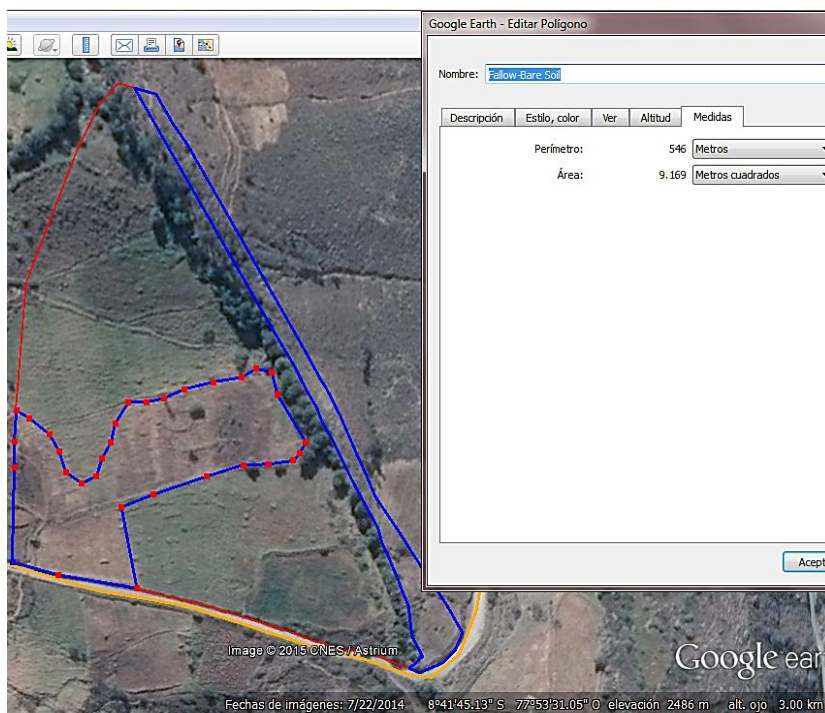 Google Earth - Editar Polígono
Nombre: Fallow-Bare Soil
Descripción Estilo, color Ver Altitud Medidas
Perímetro: 546 Metros
Área: 9.169 Metros cuadrados
Acept
Image © 2015 CNES / Astrium
Google ear
Fechas de imágenes: 7/22/2014 8°41'45.13" S 77°53'31.05" O elevación 2486 m alt. ojo 3.00 km